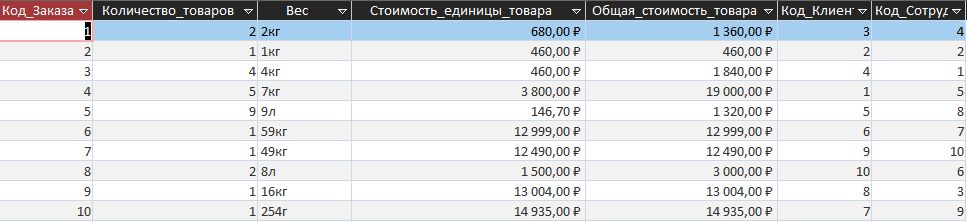 Код_Заказа Количество_товаров Вес Стоимость_единицы_товара Общая_стоимость_товара Код_Клиент Код_Сотруд
1 2 2кг 680,00 ₽ 1 360,00 ₽ 3 4
2 1 1кг 460,00 ₽ 460,00 ₽ 2 2
3 4 4кг 460,00 ₽ 1 840,00 ₽ 4 1
4 5 7кг 3 800,00 ₽ 19 000,00 ₽ 1 5
5 9 9л 146,70 ₽ 1 320,00 ₽ 5 8
6 1 59кг 12 999,00 ₽ 12 999,00 ₽ 6 7
7 1 49кг 12 490,00 ₽ 12 490,00 ₽ 9 10
8 2 8л 1 500,00 ₽ 3 000,00 ₽ 10 6
9 1 16кг 13 004,00 ₽ 13 004,00 ₽ 8 3
10 1 254г 14 935,00 ₽ 14 935,00 ₽ 7 9